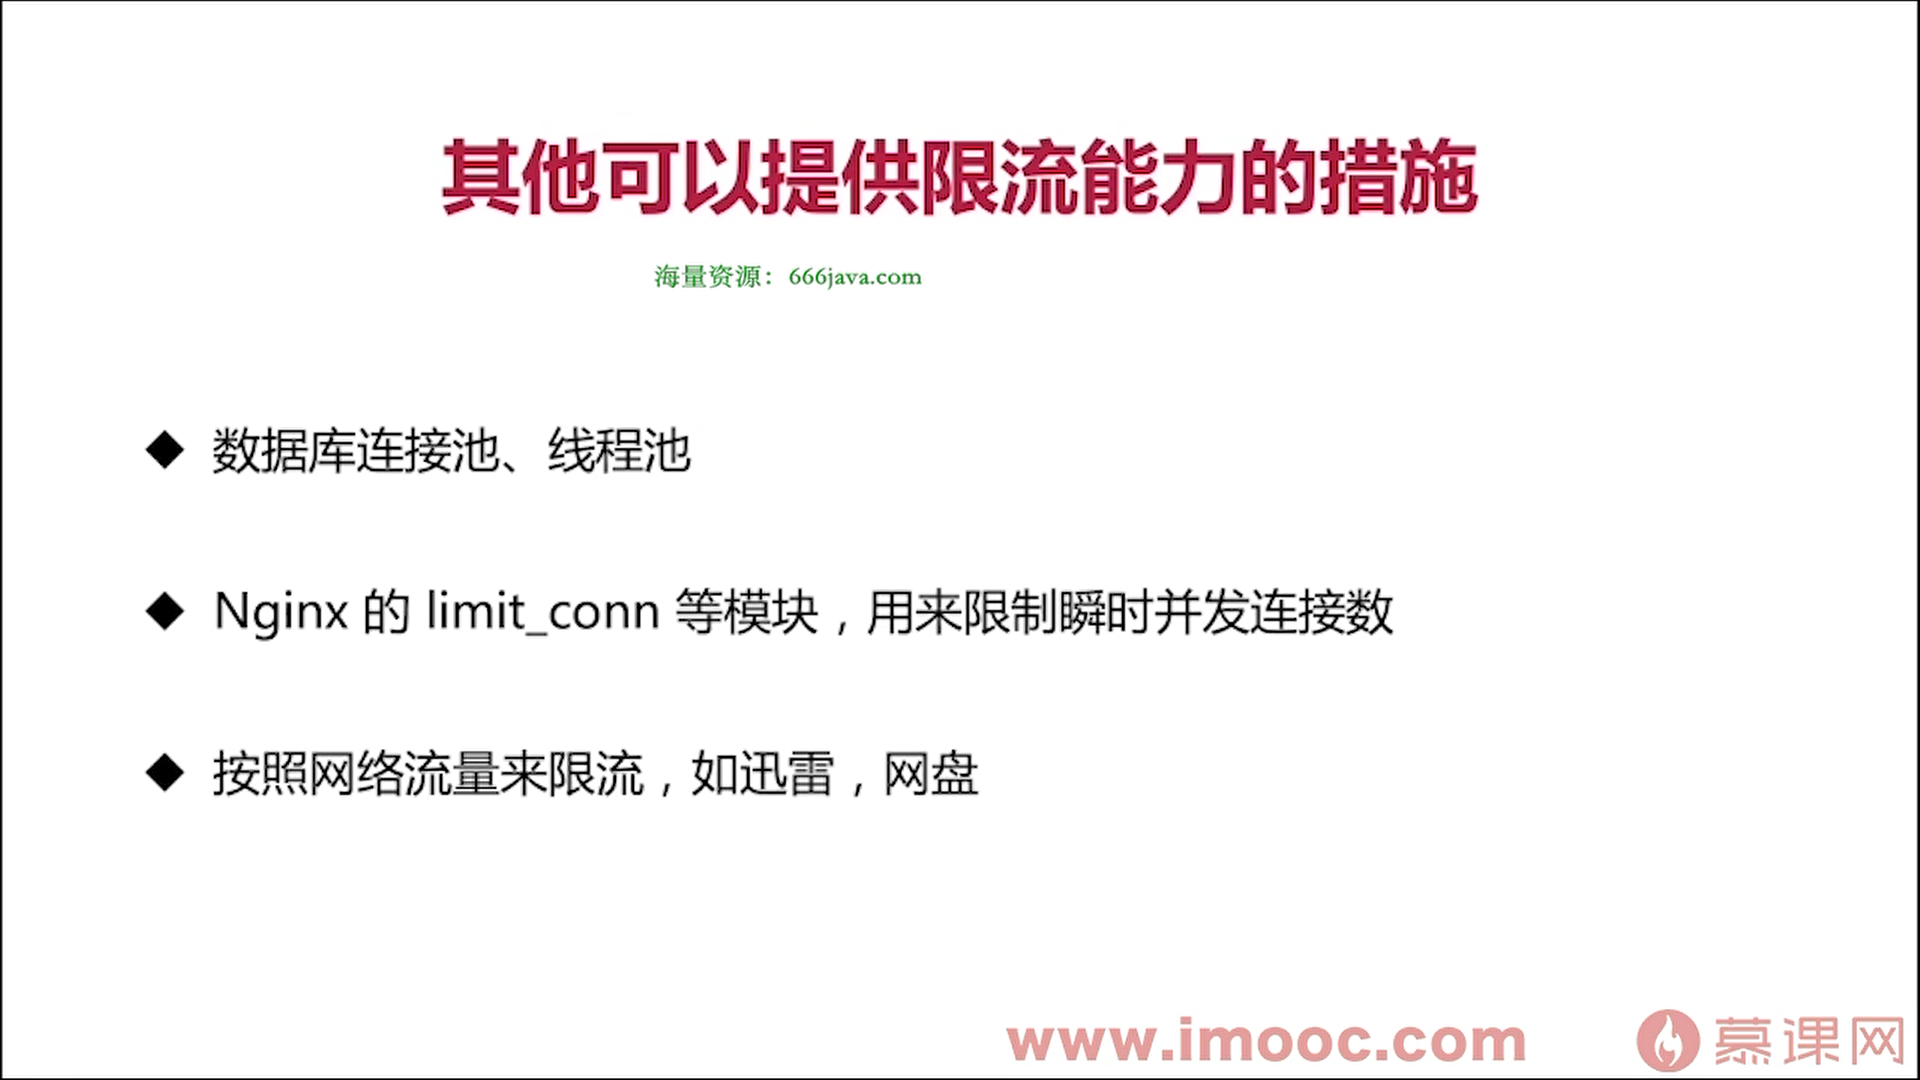 其他可以提供限流能力的措施
海量资源：666java.com
◆ 数据库连接池、线程池
◆ Nginx 的 limit_conn 等模块，用来限制瞬时并发连接数
◆ 按照网络流量来限流，如迅雷，网盘
www.imooc.com 慕课网